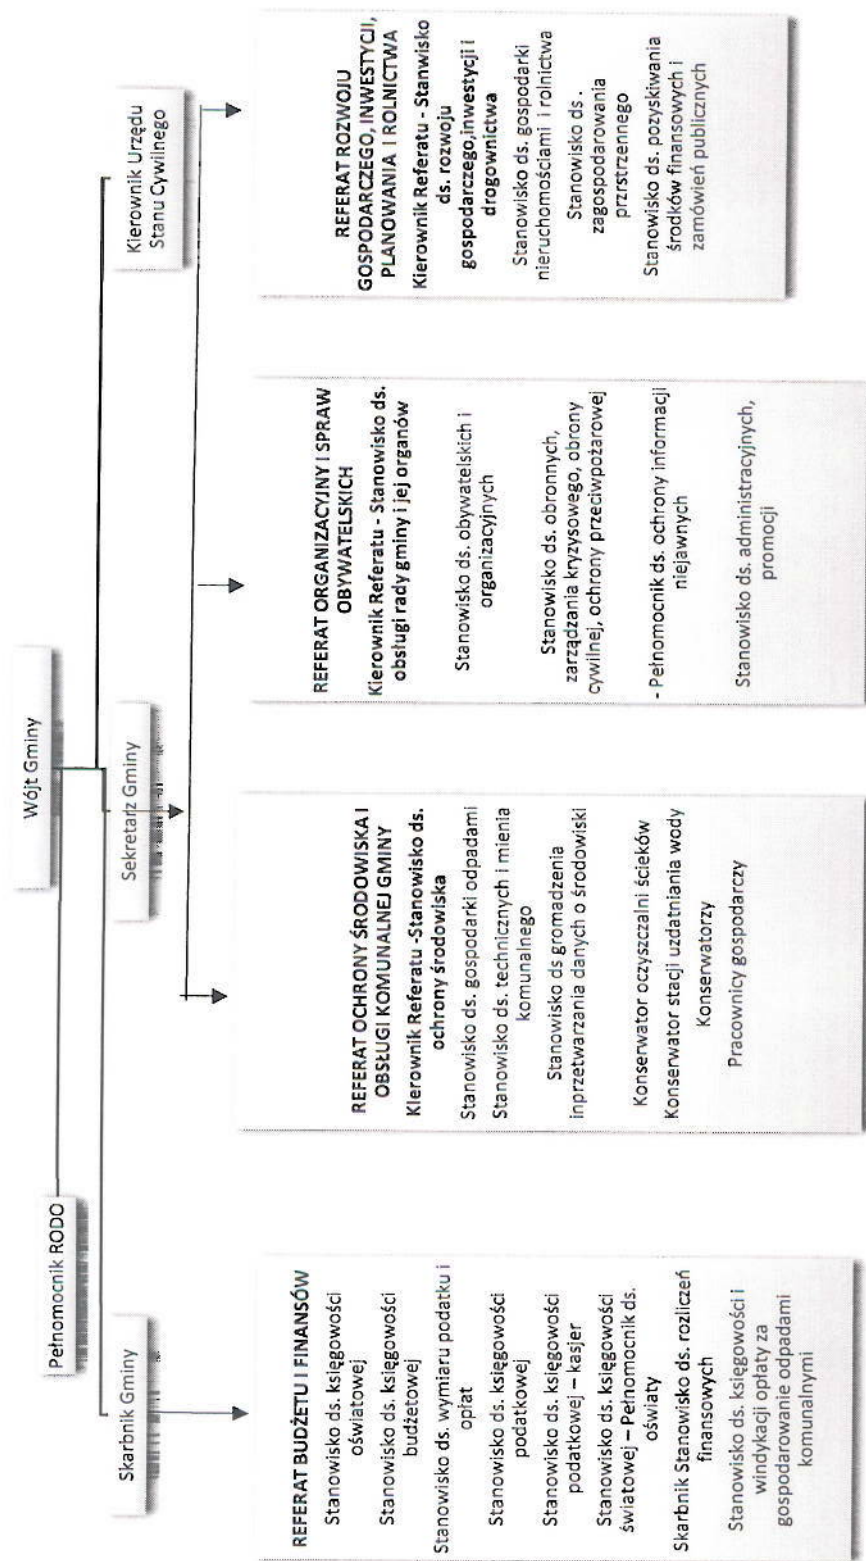 Wójt Gminy
Pełnomocnik RODO
Skarbnik Gminy
Sekretarz Gminy
Kierownik Urzędu
Stanu Cywilnego
REFERAT BUDŻETU I FINANSÓW
Stanowisko ds. księgowości
oświatowej
Stanowisko ds. księgowości
budżetowej
Stanowisko ds. wymiaru podatku i
opłat
Stanowisko ds. księgowości
podatkowej
Stanowisko ds. księgowości
podatkowej – kasjer
Stanowisko ds. księgowości
światowej – Pełnomocnik ds.
oświaty
Skarbnik Stanowisko ds. rozliczeń
finansowych
Stanowisko ds. księgowości i
windykacji opłaty za
gospodarowanie odpadami
komunalnymi
REFERAT OCHRONY ŚRODOWISKA I
OBSŁUGI KOMUNALNEJ GMINY
Kierownik Referatu -Stanowisko ds.
ochrony środowiska
Stanowisko ds. gospodarki odpadami
Stanowisko ds. technicznych i mienia
komunalnego
Stanowisko ds gromadzenia
inprzetwarzania danych o środowiski
Konserwator oczyszczalni ścieków
Konserwator stacji uzdatniania wody
Konserwatorzy
Pracownicy gospodarczy
REFERAT ORGANIZACYJNY I SPRAW
OBYWATELSKICH
Kierownik Referatu - Stanowisko ds.
obsługi rady gminy i jej organów
Stanowisko ds. obywatelskich i
organizacyjnych
Stanowisko ds. obronnych,
zarządzania kryzysowego, obrony
cywilnej, ochrony przeciwpożarowej
- Pełnomocnik ds. ochrony informacji
niejawnych
Stanowisko ds. administracyjnych,
promocji
REFERAT ROZWOJU
GOSPODARCZEGO, INWESTYCJI,
PLANOWANIA I ROLNICTWA
Kierownik Referatu - Stanwisko
ds. rozwoju
gospodarczego,inwestycji i
drogownictwa
Stanowisko ds. gospodarki
nieruchomościami i rolnictwa
Stanowisko ds .
zagospodarowania
przrstrzennego
Stanowisko ds. pozyskiwania
środków finansowych i
zamówień publicznych